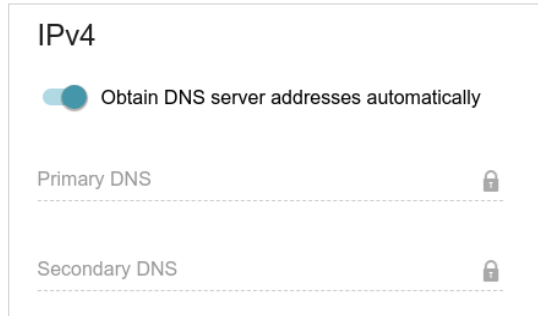 IPv4
Obtain DNS server addresses automatically
Primary DNS
Secondary DNS